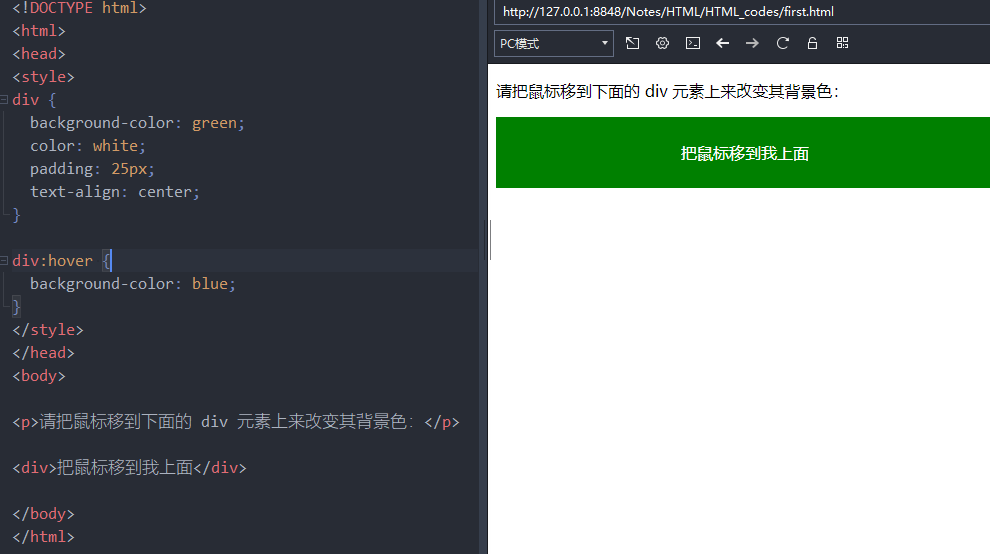 <!DOCTYPE html>
<html>
<head>
<style>
div {
  background-color: green;
  color: white;
  padding: 25px;
  text-align: center;
}

div:hover {
  background-color: blue;
}
</style>
</head>
<body>

<p>请把鼠标移到下面的 div 元素上来改变其背景色：</p>

<div>把鼠标移到我上面</div>

</body>
</html>
http://127.0.0.1:8848/Notes/HTML/HTML_codes/first.html
PC模式
请把鼠标移到下面的 div 元素上来改变其背景色：
把鼠标移到我上面